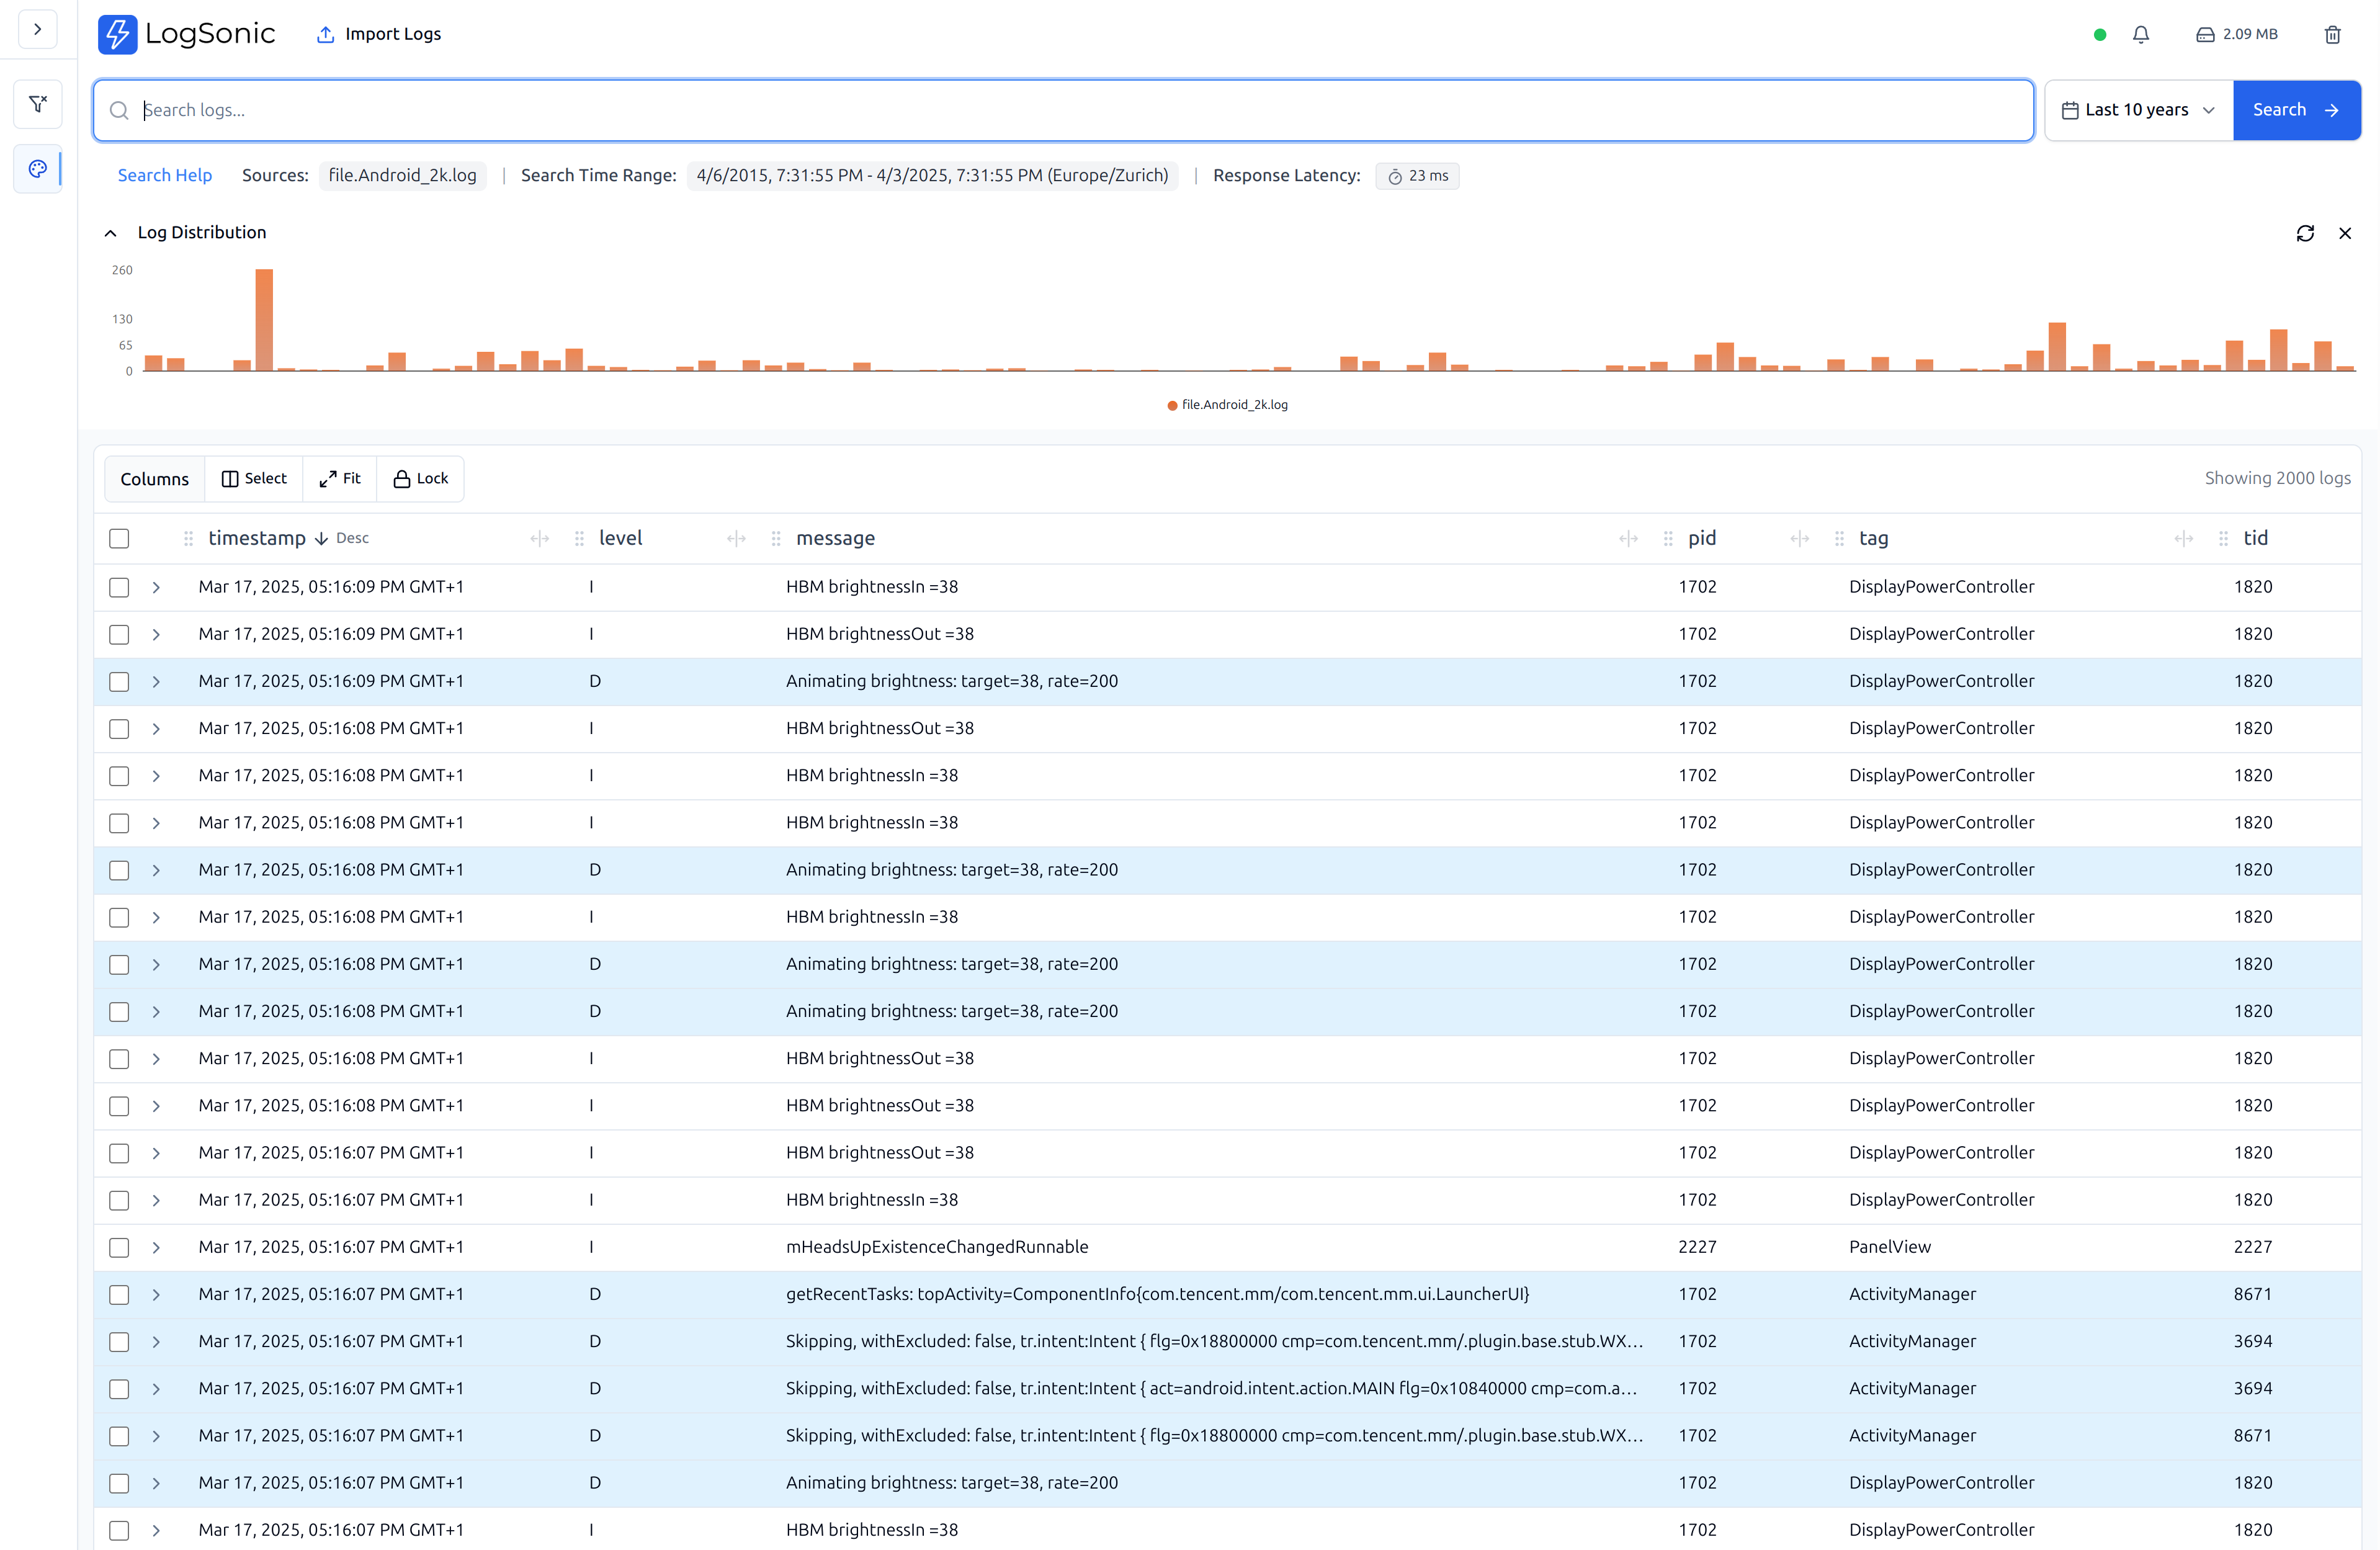 LogSonic Import Logs 2.09 MB
Search logs... Last 10 years Search
Search Help Sources: file.Android_2k.log | Search Time Range: 4/6/2015, 7:31:55 PM - 4/3/2025, 7:31:55 PM (Europe/Zurich) | Response Latency: 23 ms
Log Distribution
260
130
65
0
file.Android_2k.log
Columns Select Fit Lock Showing 2000 logs
timestamp Desc level message pid tag tid
Mar 17, 2025, 05:16:09 PM GMT+1 I HBM brightnessIn =38 1702 DisplayPowerController 1820
Mar 17, 2025, 05:16:09 PM GMT+1 I HBM brightnessOut =38 1702 DisplayPowerController 1820
Mar 17, 2025, 05:16:09 PM GMT+1 D Animating brightness: target=38, rate=200 1702 DisplayPowerController 1820
Mar 17, 2025, 05:16:08 PM GMT+1 I HBM brightnessOut =38 1702 DisplayPowerController 1820
Mar 17, 2025, 05:16:08 PM GMT+1 I HBM brightnessIn =38 1702 DisplayPowerController 1820
Mar 17, 2025, 05:16:08 PM GMT+1 I HBM brightnessIn =38 1702 DisplayPowerController 1820
Mar 17, 2025, 05:16:08 PM GMT+1 D Animating brightness: target=38, rate=200 1702 DisplayPowerController 1820
Mar 17, 2025, 05:16:08 PM GMT+1 I HBM brightnessIn =38 1702 DisplayPowerController 1820
Mar 17, 2025, 05:16:08 PM GMT+1 D Animating brightness: target=38, rate=200 1702 DisplayPowerController 1820
Mar 17, 2025, 05:16:08 PM GMT+1 D Animating brightness: target=38, rate=200 1702 DisplayPowerController 1820
Mar 17, 2025, 05:16:08 PM GMT+1 I HBM brightnessOut =38 1702 DisplayPowerController 1820
Mar 17, 2025, 05:16:08 PM GMT+1 I HBM brightnessOut =38 1702 DisplayPowerController 1820
Mar 17, 2025, 05:16:07 PM GMT+1 I HBM brightnessOut =38 1702 DisplayPowerController 1820
Mar 17, 2025, 05:16:07 PM GMT+1 I HBM brightnessIn =38 1702 DisplayPowerController 1820
Mar 17, 2025, 05:16:07 PM GMT+1 I mHeadsUpExistenceChangedRunnable 2227 PanelView 2227
Mar 17, 2025, 05:16:07 PM GMT+1 D getRecentTasks: topActivity=ComponentInfo{com.tencent.mm/com.tencent.mm.ui.LauncherUI} 1702 ActivityManager 8671
Mar 17, 2025, 05:16:07 PM GMT+1 D Skipping, withExcluded: false, tr.intent:Intent { flg=0x18800000 cmp=com.tencent.mm/.plugin.base.stub.WX... 1702 ActivityManager 3694
Mar 17, 2025, 05:16:07 PM GMT+1 D Skipping, withExcluded: false, tr.intent:Intent { act=android.intent.action.MAIN flg=0x10840000 cmp=com.a... 1702 ActivityManager 3694
Mar 17, 2025, 05:16:07 PM GMT+1 D Skipping, withExcluded: false, tr.intent:Intent { flg=0x18800000 cmp=com.tencent.mm/.plugin.base.stub.WX... 1702 ActivityManager 8671
Mar 17, 2025, 05:16:07 PM GMT+1 D Animating brightness: target=38, rate=200 1702 DisplayPowerController 1820
Mar 17, 2025, 05:16:07 PM GMT+1 I HBM brightnessIn =38 1702 DisplayPowerController 1820